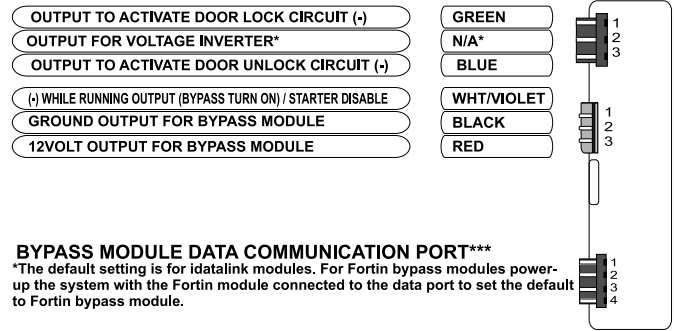 OUTPUT TO ACTIVATE DOOR LOCK CIRCUIT (-) GREEN 1
OUTPUT FOR VOLTAGE INVERTER* N/A* 2
OUTPUT TO ACTIVATE DOOR UNLOCK CIRCUIT (-) BLUE 3
(-) WHILE RUNNING OUTPUT (BYPASS TURN ON) / STARTER DISABLE WHT/VIOLET 1
GROUND OUTPUT FOR BYPASS MODULE BLACK 2
12VOLT OUTPUT FOR BYPASS MODULE RED 3
BYPASS MODULE DATA COMMUNICATION PORT***
*The default setting is for idatalink modules. For Fortin bypass modules power-
up the system with the Fortin module connected to the data port to set the default
to Fortin bypass module.
1
2
3
4